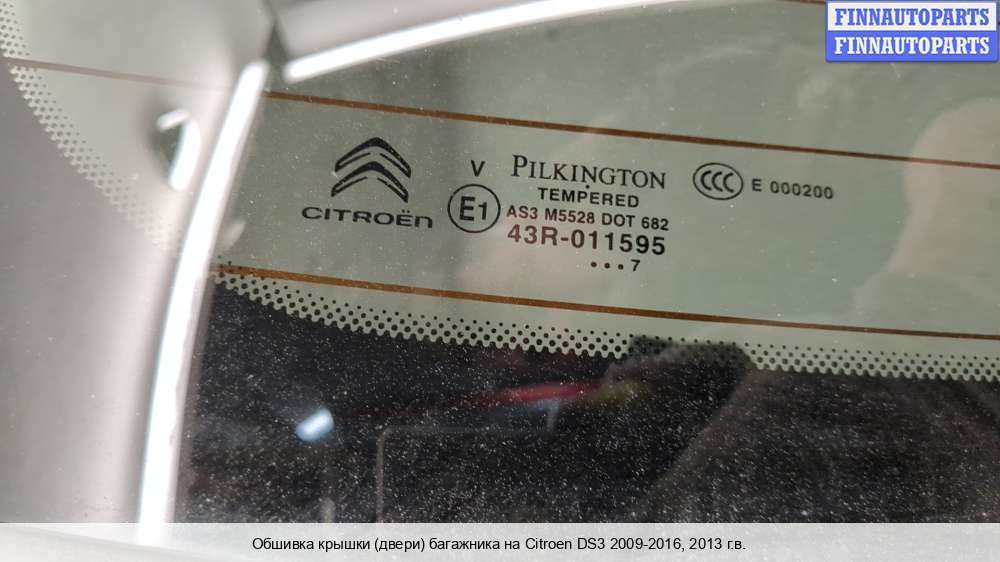 FINNAUTOPARTS
FINNAUTOPARTS
CITROËN
V
E1
PILKINGTON
TEMPERED
AS3 M5528 DOT 682
43R-011595
•••7
CCC E 000200
Обшивка крышки (двери) багажника на Citroen DS3 2009-2016, 2013 г.в.